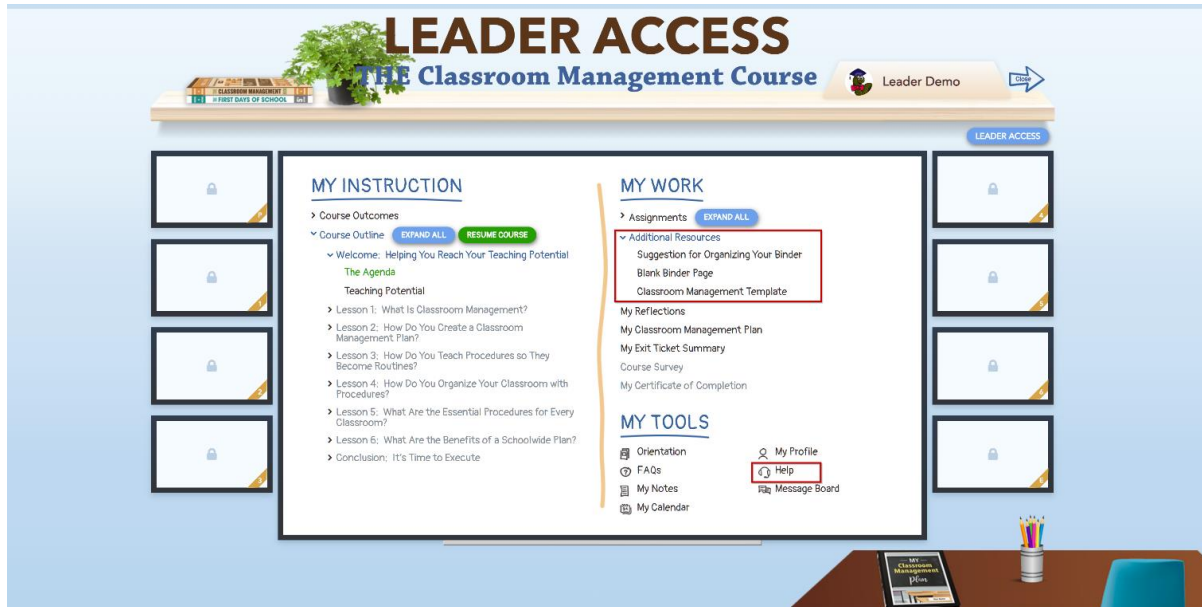 LEADER ACCESS
THE Classroom Management Course
CLASSROOM MANAGEMENT
FIRST DAYS OF SCHOOL
Leader Demo
Close
LEADER ACCESS
MY INSTRUCTION
Course Outcomes
Course Outline EXPAND ALL RESUME COURSE
Welcome: Helping You Reach Your Teaching Potential
The Agenda
Teaching Potential
Lesson 1: What Is Classroom Management?
Lesson 2: How Do You Create a Classroom
Management Plan?
Lesson 3: How Do You Teach Procedures so They
Become Routines?
Lesson 4: How Do You Organize Your Classroom with
Procedures?
Lesson 5: What Are the Essential Procedures for Every
Classroom?
Lesson 6: What Are the Benefits of a Schoolwide Plan?
Conclusion: It's Time to Execute
MY WORK
Assignments EXPAND ALL
Additional Resources
Suggestion for Organizing Your Binder
Blank Binder Page
Classroom Management Template
My Reflections
My Classroom Management Plan
My Exit Ticket Summary
Course Survey
My Certificate of Completion
MY TOOLS
Orientation
FAQs
My Notes
My Calendar
My Profile
Help
Message Board
MY
Classroom
Management
Plan